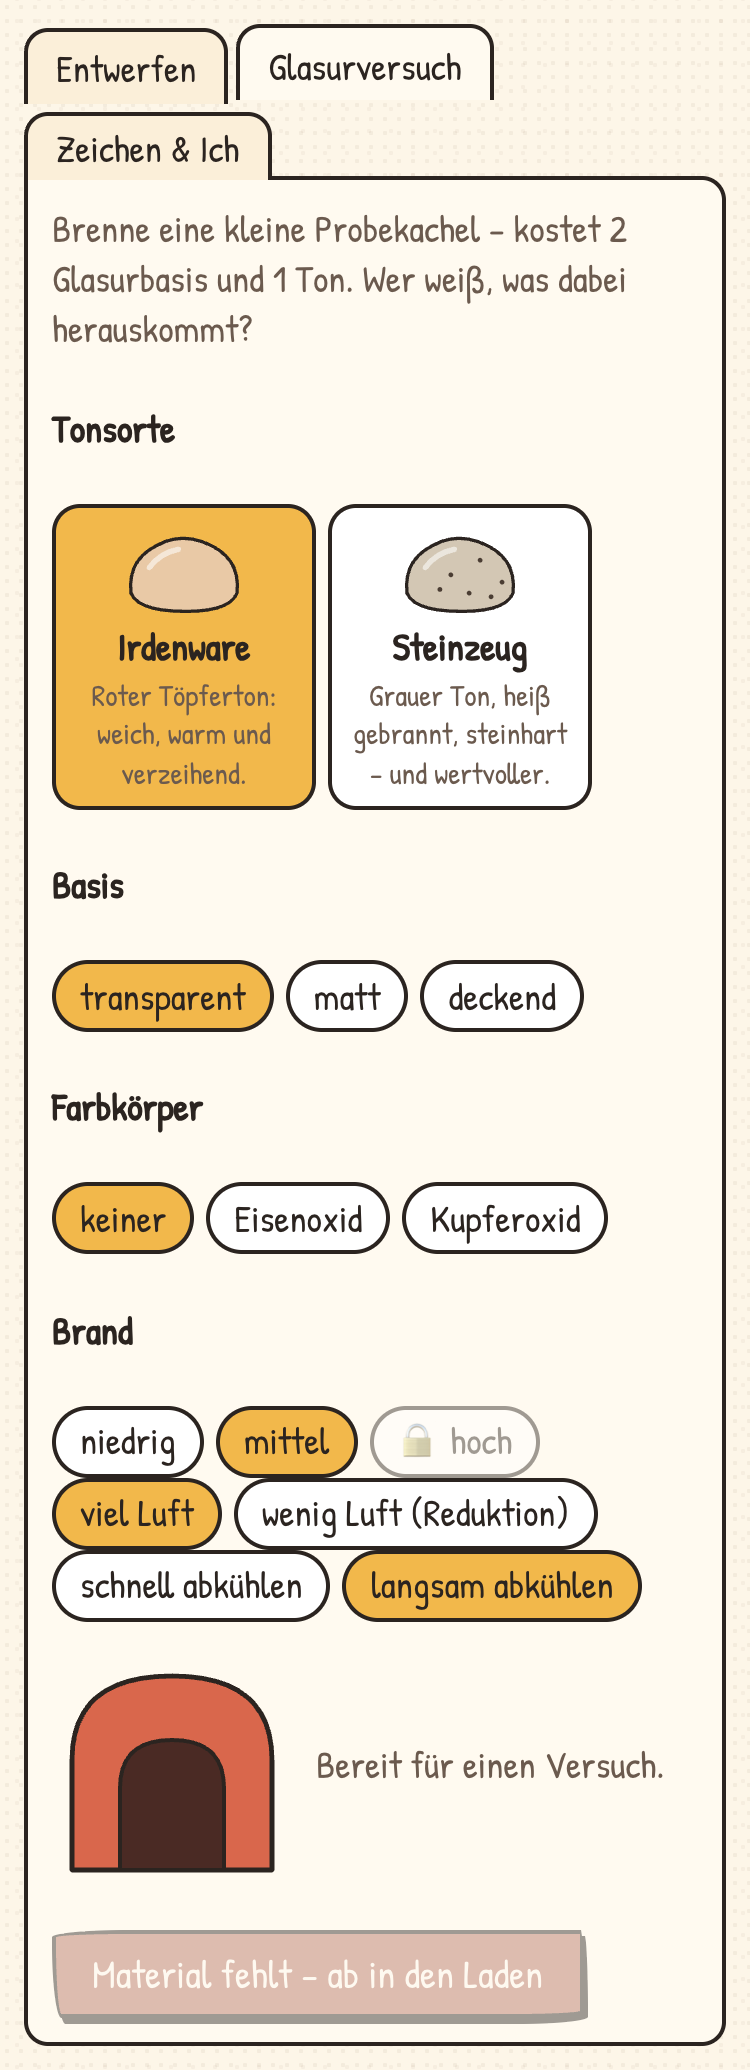 Entwerfen
Glasurversuch
Zeichen & Ich
Brenne eine kleine Probekachel – kostet 2
Glasurbasis und 1 Ton. Wer weiß, was dabei
herauskommt?
Tonsorte
Irdenware
Roter Töpferton:
weich, warm und
verzeihend.
Steinzeug
Grauer Ton, heiß
gebrannt, steinhart
– und wertvoller.
Basis
transparent
matt
deckend
Farbkörper
keiner
Eisenoxid
Kupferoxid
Brand
niedrig
mittel
hoch
viel Luft
wenig Luft (Reduktion)
schnell abkühlen
langsam abkühlen
Bereit für einen Versuch.
Material fehlt – ab in den Laden